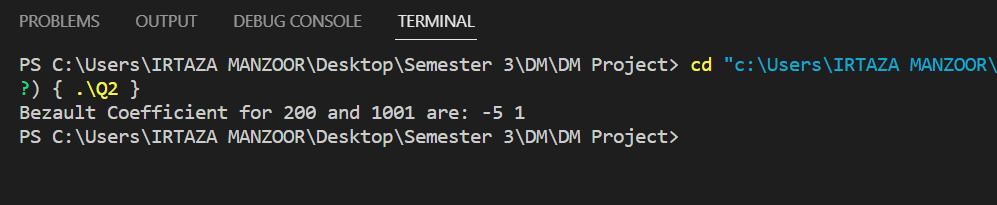 PROBLEMS OUTPUT DEBUG CONSOLE TERMINAL
PS C:\Users\IRTAZA MANZOOR\Desktop\Semester 3\DM\DM Project> cd "c:\Users\IRTAZA MANZOOR\
?) { .\Q2 }
Bezault Coefficient for 200 and 1001 are: -5 1
PS C:\Users\IRTAZA MANZOOR\Desktop\Semester 3\DM\DM Project>